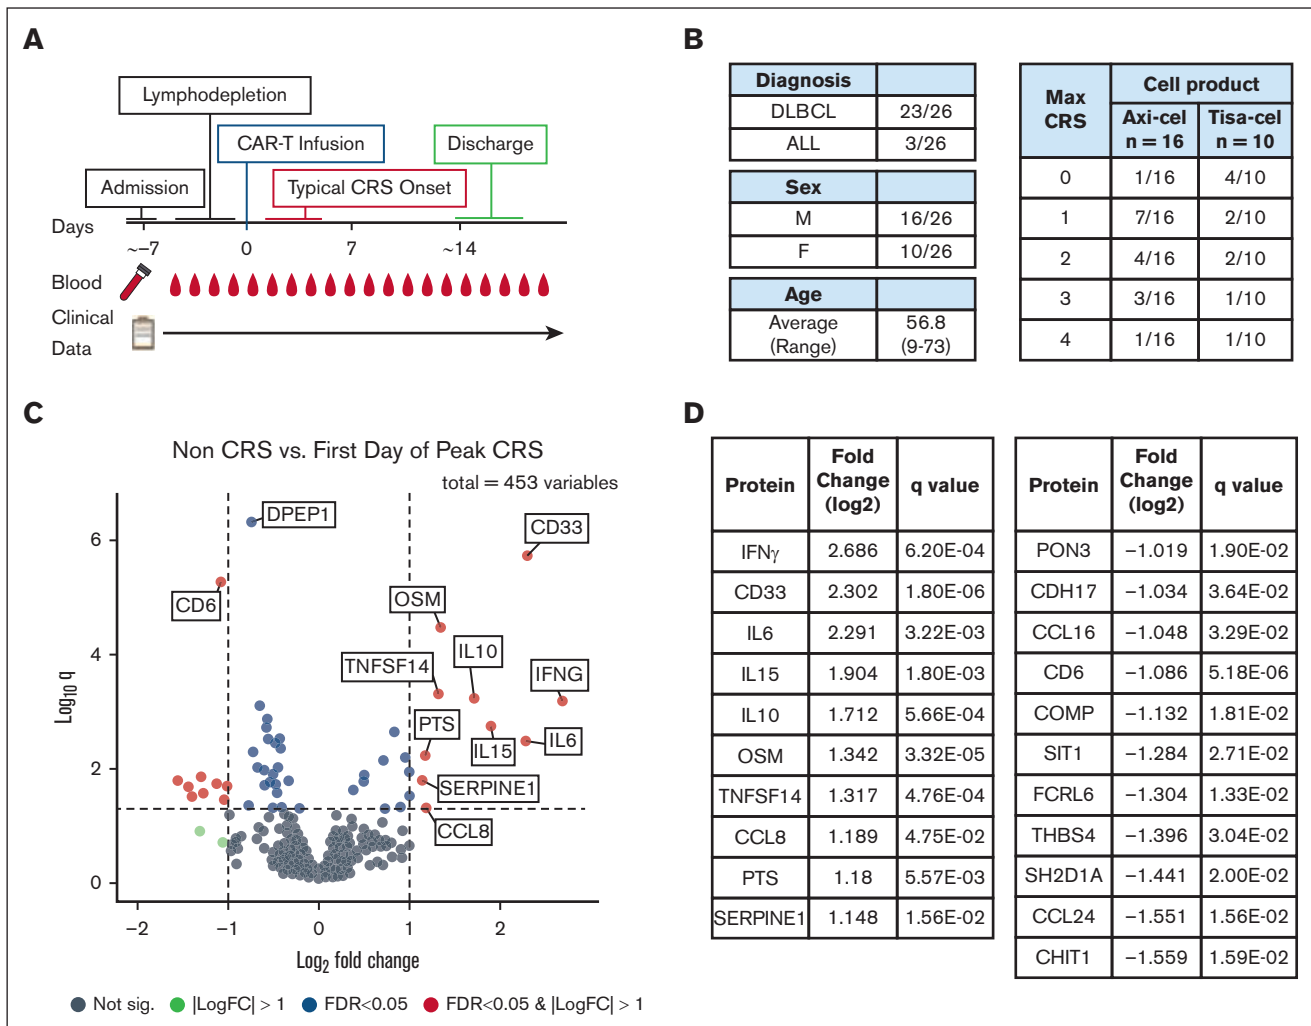 A
Lymphodepletion
CAR-T Infusion
Discharge
Admission
Typical CRS Onset
Days
~−7 0 7 ~14
Blood
Clinical
Data
B
Diagnosis
DLBCL 23/26
ALL 3/26
Sex
M 16/26
F 10/26
Age
Average 56.8
(Range) (9-73)
Max CRS Cell product
Axi-cel n = 16 Tisa-cel n = 10
0 1/16 4/10
1 7/16 2/10
2 4/16 2/10
3 3/16 1/10
4 1/16 1/10
C
Non CRS vs. First Day of Peak CRS
total = 453 variables
DPEP1
CD33
CD6
OSM
IL10
TNFSF14
IFNG
PTS
IL15
IL6
SERPINE1
CCL8
Log10 q
6
4
2
0
−2 −1 0 1 2
Log2 fold change
Not sig. |LogFC| > 1 FDR<0.05 FDR<0.05 & |LogFC| > 1
D
Protein Fold Change (log2) q value
IFNγ 2.686 6.20E-04
CD33 2.302 1.80E-06
IL6 2.291 3.22E-03
IL15 1.904 1.80E-03
IL10 1.712 5.66E-04
OSM 1.342 3.32E-05
TNFSF14 1.317 4.76E-04
CCL8 1.189 4.75E-02
PTS 1.18 5.57E-03
SERPINE1 1.148 1.56E-02
Protein Fold Change (log2) q value
PON3 −1.019 1.90E-02
CDH17 −1.034 3.64E-02
CCL16 −1.048 3.29E-02
CD6 −1.086 5.18E-06
COMP −1.132 1.81E-02
SIT1 −1.284 2.71E-02
FCRL6 −1.304 1.33E-02
THBS4 −1.396 3.04E-02
SH2D1A −1.441 2.00E-02
CCL24 −1.551 1.56E-02
CHIT1 −1.559 1.59E-02